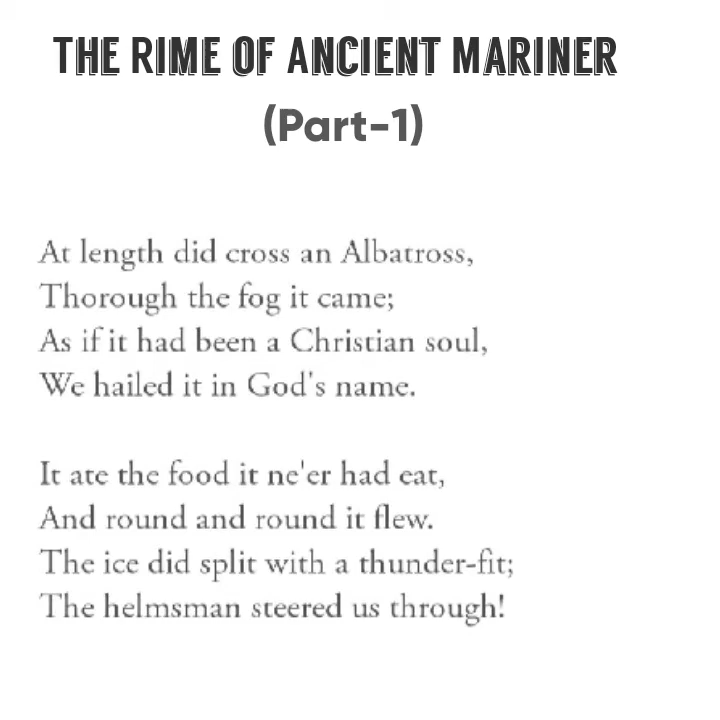 THE RIME OF ANCIENT MARINER
(Part-1)
At length did cross an Albatross,
Thorough the fog it came;
As if it had been a Christian soul,
We hailed it in God's name.
It ate the food it ne'er had eat,
And round and round it flew.
The ice did split with a thunder-fit;
The helmsman steered us through!